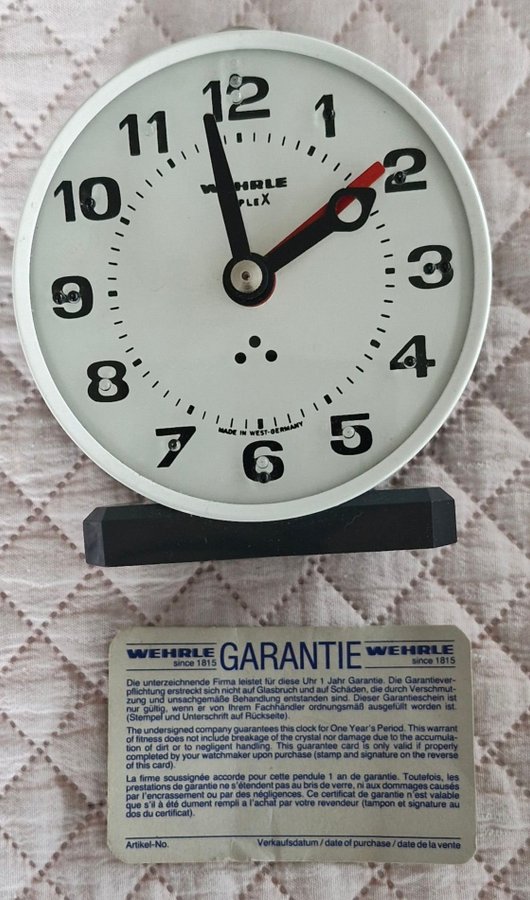 12
1
2
3
4
5
6
7
8
9
10
11
WEHRLE
MADE IN WEST-GERMANY
WEHRLE GARANTIE WEHRLE
since 1815 since 1815
Die unterzeichnende Firma leistet für diese Uhr 1 Jahr Garantie. Die Garantiever-
pflichtung erstreckt sich nicht auf Glasbruch und auf Schäden, die durch Verschmut-
zung und unsachgemäße Behandlung entstanden sind. Dieser Garantieschein ist
nur gültig, wenn er von Ihrem Fachhändler ordnungsmäß ausgefüllt worden ist.
(Stempel und Unterschrift auf Rückseite).
The undersigned company guarantees this clock for One Year's Period. This warrant
of fitness does not include breakage of the crystal nor damage due to the accumula-
tion of dirt or to negligent handling. This guarantee card is only valid if properly
completed by your watchmaker upon purchase (stamp and signature on the reverse
of this card).
La firme soussignée accorde pour cette pendule 1 an de garantie. Toutefois, les
prestations de garantie ne s'étendent pas au bris de verre, ni aux dommages causés
par l'encrassement ou par des négligences. Ce certificat de garantie n'est valable
que s'il à été dument rempli a l'achat par votre revendeur (tampon et signature au
dos du certificat).
Artikel-No. Verkaufsdatum / date of purchase / date de la vente